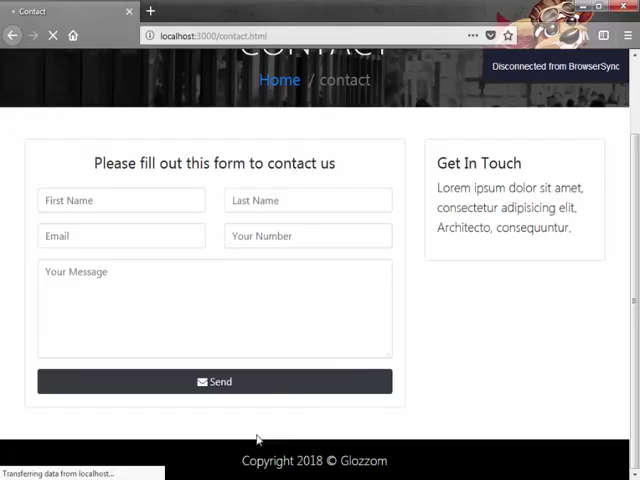 Contact
localhost:3000/contact.html
Disconnected from BrowserSync
CONTACT
Home / contact
Please fill out this form to contact us
First Name
Last Name
Email
Your Number
Your Message
Send
Get In Touch
Lorem ipsum dolor sit amet,
consectetur adipisicing elit.
Architecto, consequuntur.
Copyright 2018 © Glozzom
Transferring data from localhost...